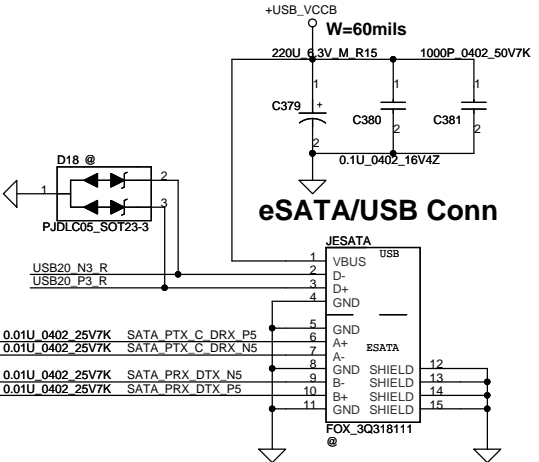 +USB_VCCB
W=60mils
220U_6.3V_M_R15
1000P_0402_50V7K
1
1
1
C379
+
C380
C381
2
2
2
0.1U_0402_16V4Z
D18 @
1
2
3
PJDLC05_SOT23-3
eSATA/USB Conn
JESATA
USB
1 VBUS
USB20_N3_R 2 D-
USB20_P3_R 3 D+
4 GND
5 GND
0.01U_0402_25V7K SATA_PTX_C_DRX_P5 6 A+
ESATA
0.01U_0402_25V7K SATA_PTX_C_DRX_N5 7 A-
8 GND SHIELD 12
0.01U_0402_25V7K SATA_PRX_DTX_N5 9 B- SHIELD 13
0.01U_0402_25V7K SATA_PRX_DTX_P5 10 B+ SHIELD 14
11 GND SHIELD 15
FOX_3Q318111
@